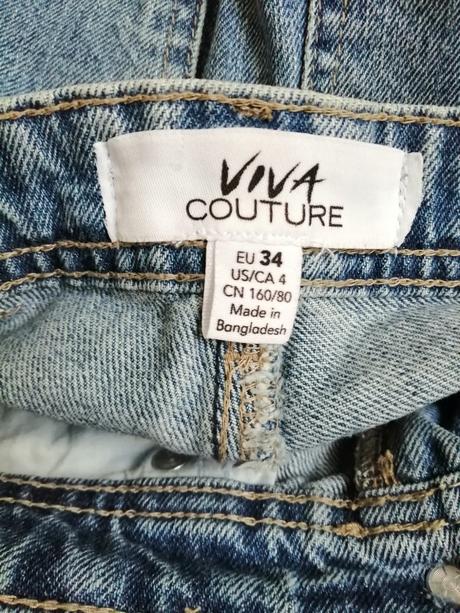 VIVA
COUTURE
EU 34
US/CA 4
CN 160/80
Made in
Bangladesh